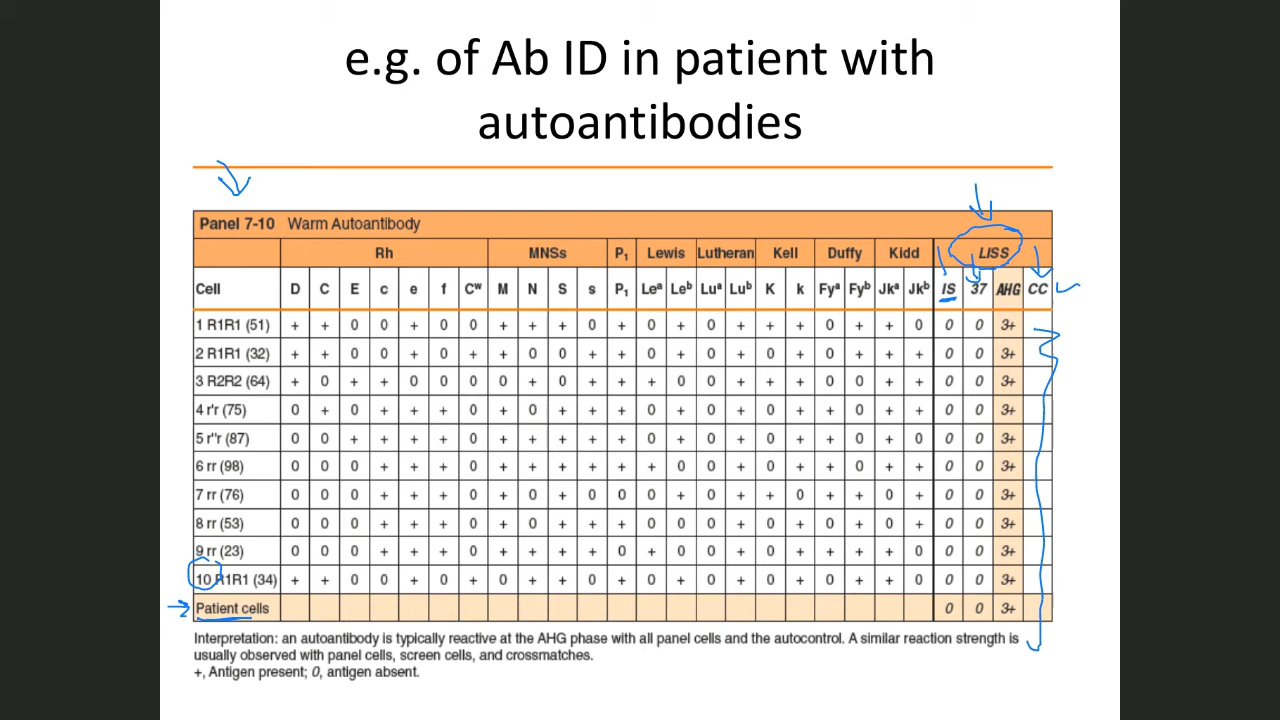 e.g. of Ab ID in patient with
autoantibodies
Panel 7-10 Warm Autoantibody
Rh MNSs P₁ Lewis Lutheran Kell Duffy Kidd LISS
Cell D C E c e f Cʷ M N S s P₁ Leᵃ Leᵇ Luᵃ Luᵇ K k Fyᵃ Fyᵇ Jkᵃ Jkᵇ IS 37 AHG CC
1 R1R1 (51) + + 0 0 + 0 0 + + + 0 + 0 + 0 + + + 0 + + 0 0 0 3+
2 R1R1 (32) + + 0 0 + 0 + + 0 0 + + 0 + 0 + 0 + 0 + + + 0 0 3+
3 R2R2 (64) + 0 + + 0 0 0 0 + 0 + + + 0 0 + + + 0 0 + + 0 0 3+
4 r'r (75) 0 + 0 + + + 0 + 0 + + + 0 + 0 + 0 + + 0 + + 0 0 3+
5 r"r (87) 0 0 + + + + 0 + + + + + 0 + 0 + 0 + + 0 + 0 0 0 3+
6 rr (98) 0 0 0 + + + 0 + + + + + + 0 0 + 0 + + 0 + + 0 0 3+
7 rr (76) 0 0 0 + + + 0 + 0 + 0 0 0 + 0 + + 0 + + 0 + 0 0 3+
8 rr (53) 0 0 0 + + + 0 + 0 + + + 0 0 0 + 0 + 0 + 0 + 0 0 3+
9 rr (23) 0 0 0 + + + 0 + + + + 0 + 0 0 + 0 + + + + 0 0 0 3+
10 R1R1 (34) + + 0 0 + 0 + 0 + + 0 + 0 + 0 + 0 + 0 + + 0 0 0 3+
Patient cells 0 0 3+
Interpretation: an autoantibody is typically reactive at the AHG phase with all panel cells and the autocontrol. A similar reaction strength is
usually observed with panel cells, screen cells, and crossmatches.
+, Antigen present; 0, antigen absent.